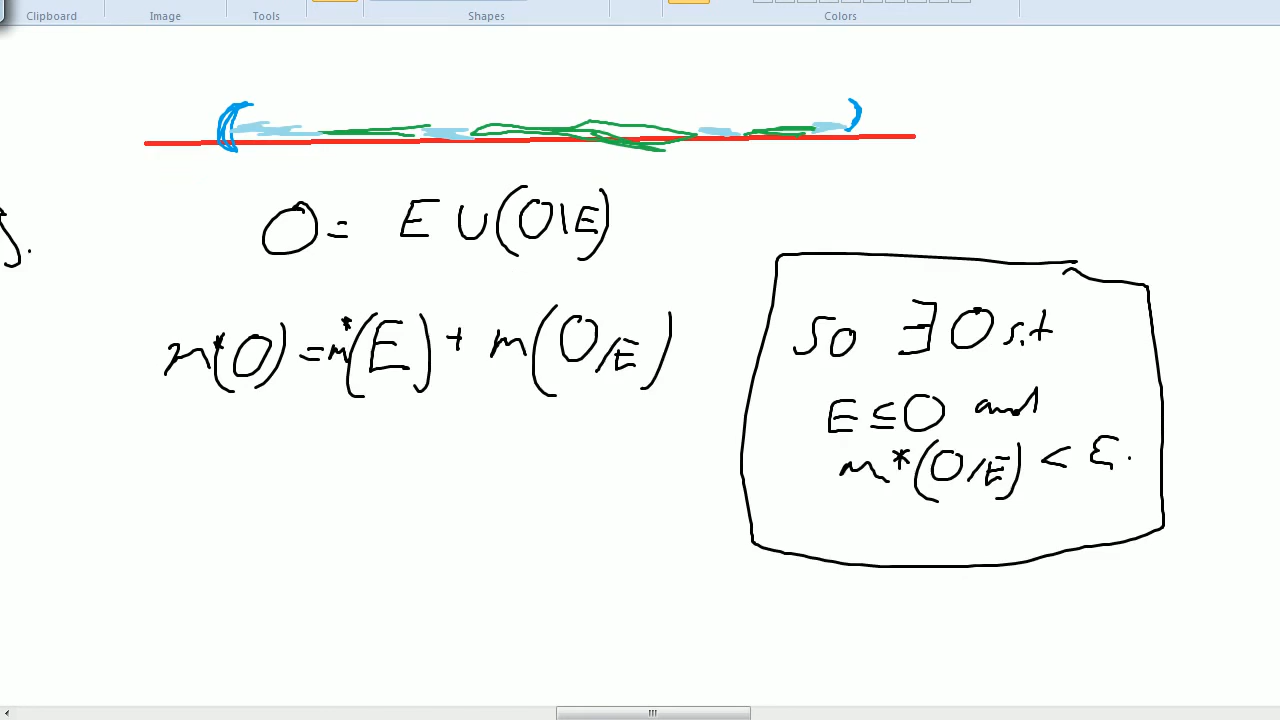 Clipboard Image Tools Shapes Colors
O = E ∪ (O\E)
m*(O) = m*(E) + m(O/E)
so ∃ O s.t
E ⊆ O and
m*(O/E) < ε.